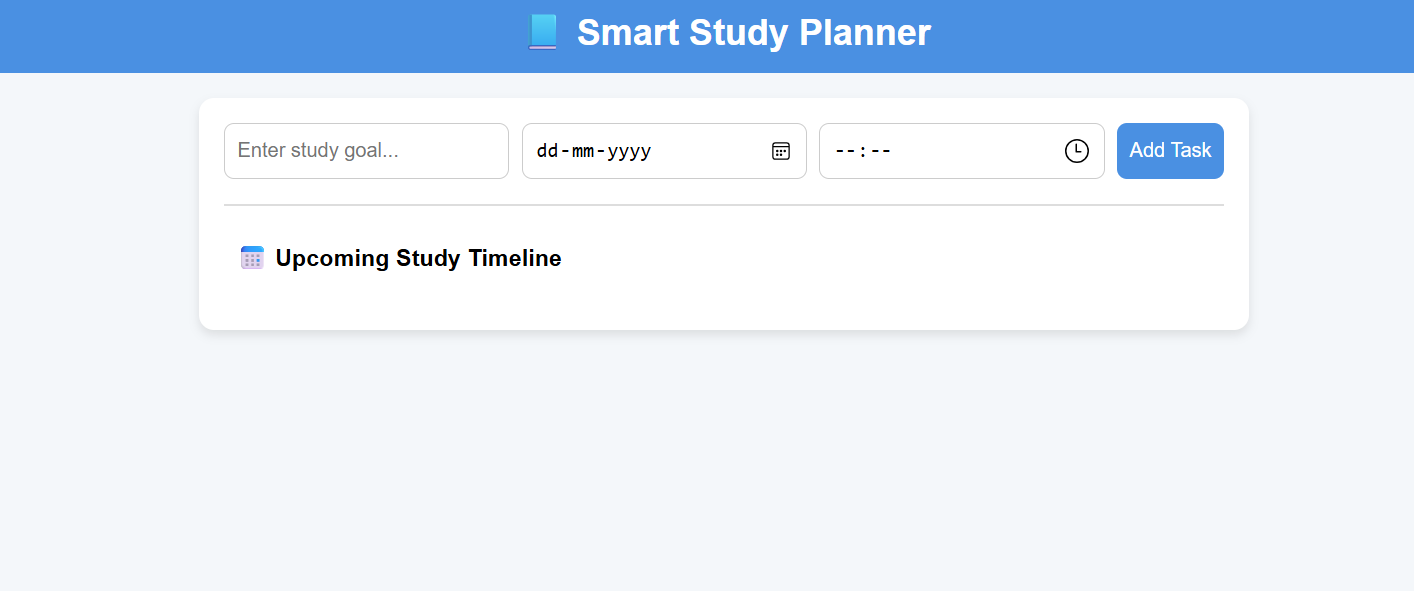 Smart Study Planner
Enter study goal... dd-mm-yyyy --:-- Add Task
Upcoming Study Timeline